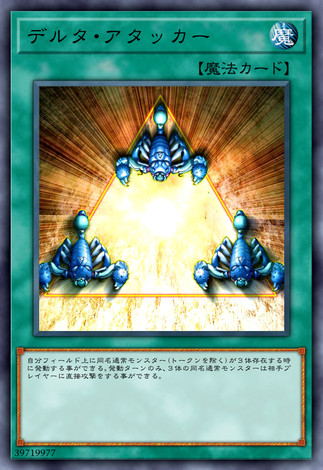 デルタ・アタッカー
魔
【魔法カード】
自分フィールド上に同名通常モンスター(トークンを除く)が3体存在する時
に発動する事ができる。発動ターンのみ、3体の同名通常モンスターは相手プ
レイヤーに直接攻撃をする事ができる。
39719977